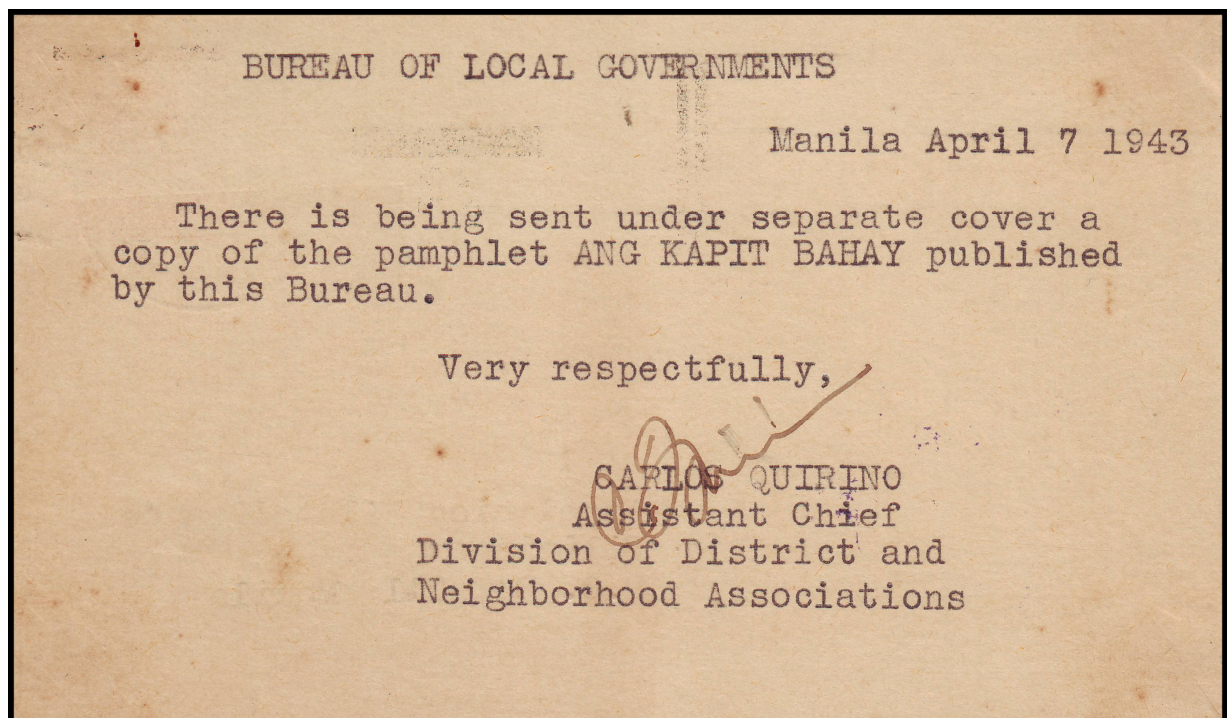 BUREAU OF LOCAL GOVERNMENTS
Manila April 7 1943
There is being sent under separate cover a
copy of the pamphlet ANG KAPIT BAHAY published
by this Bureau.
Very respectfully,
CARLOS QUIRINO
Assistant Chief
Division of District and
Neighborhood Associations